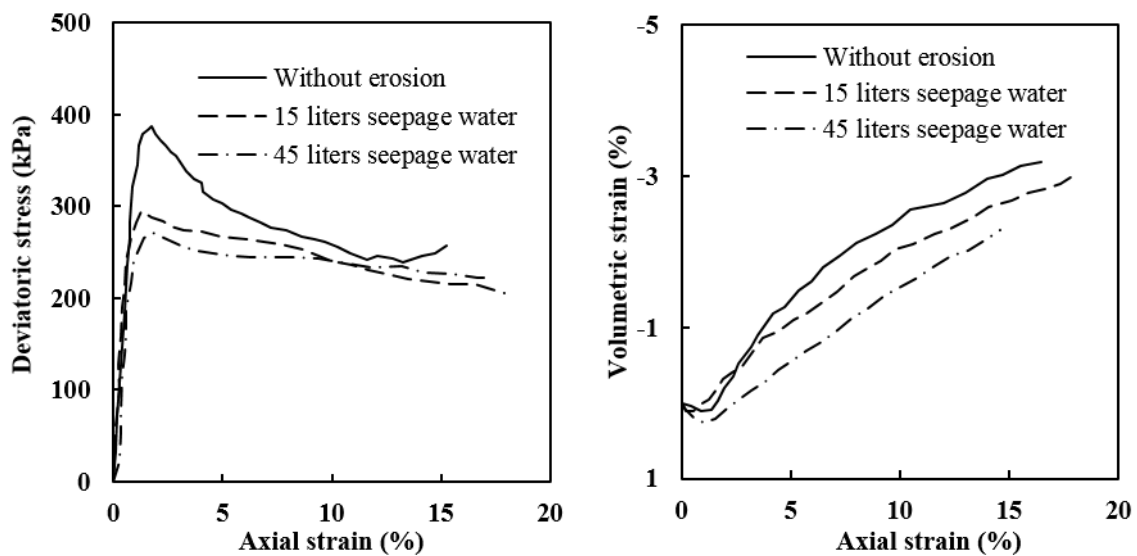 500
400
300
200
100
0
Deviatoric stress (kPa)
Without erosion
15 liters seepage water
45 liters seepage water
0 5 10 15 20
Axial strain (%)
-5
-3
-1
1
Volumetric strain (%)
Without erosion
15 liters seepage water
45 liters seepage water
0 5 10 15 20
Axial strain (%)